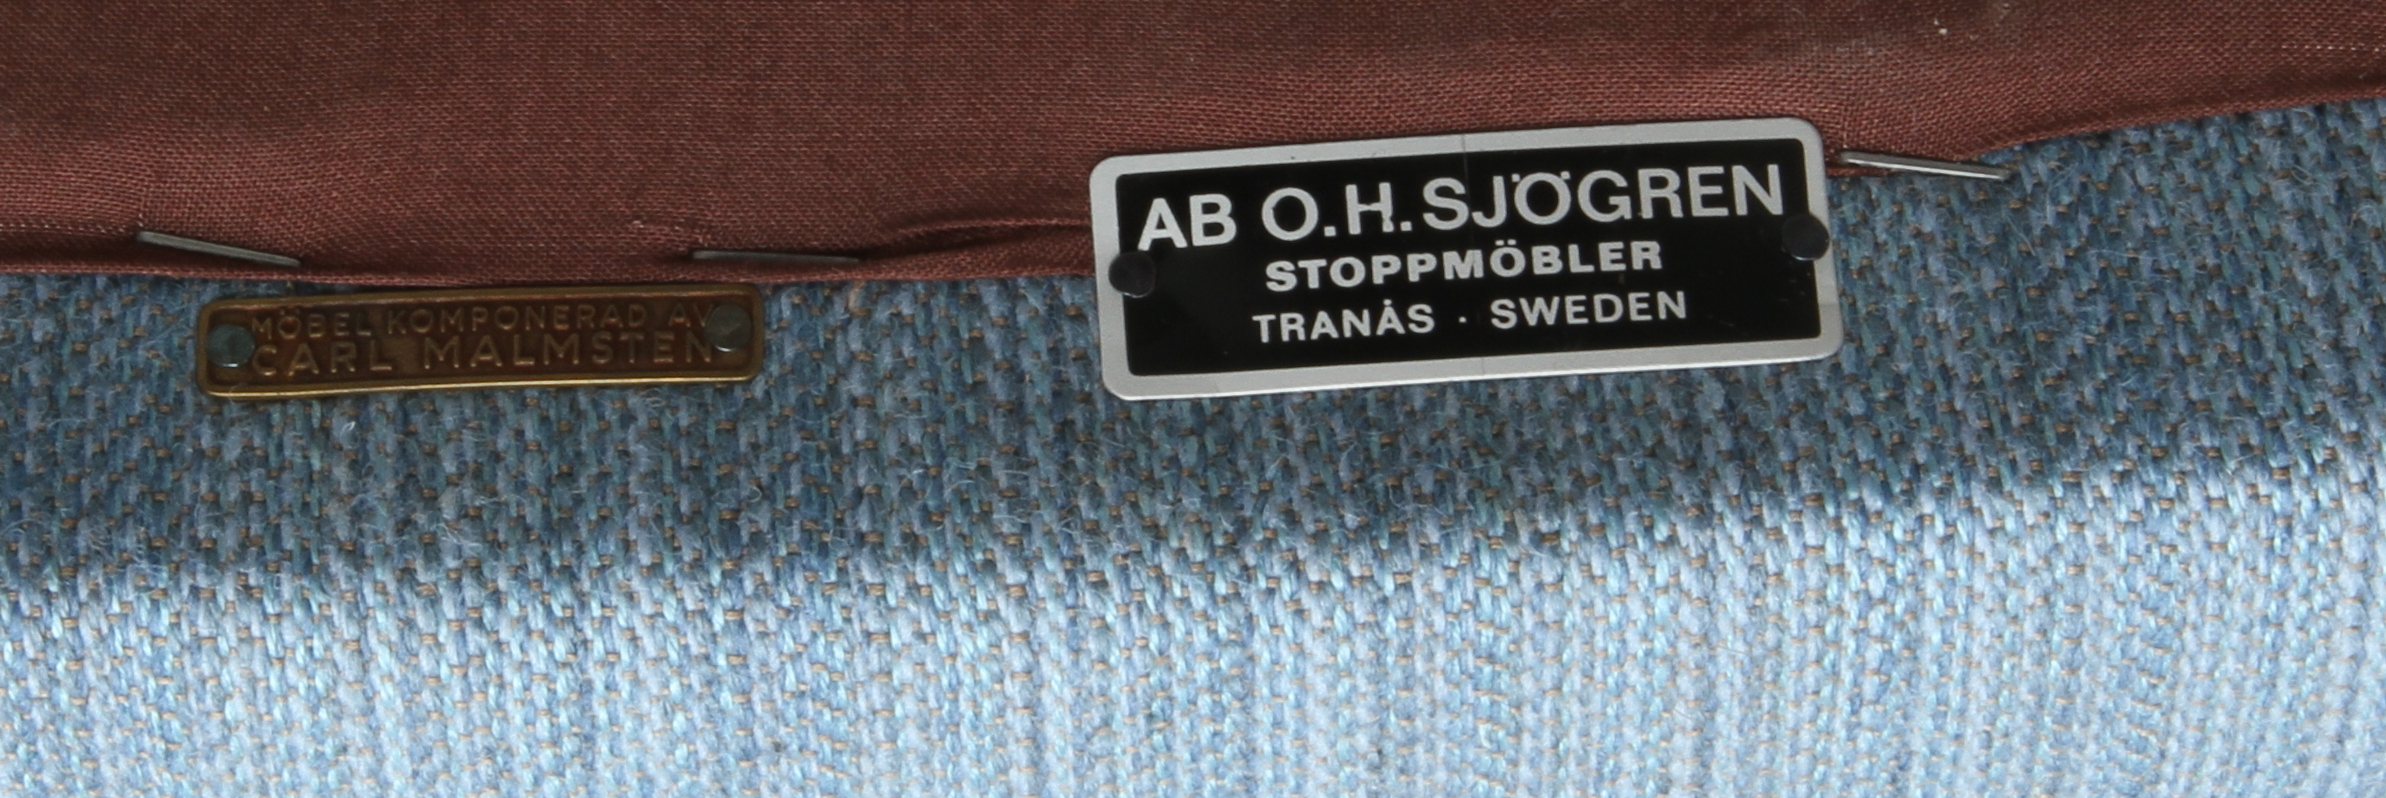 MÖBEL KOMPONERAD AV
CARL MALMSTEN
AB O.H. SJÖGREN
STOPPMÖBLER
TRANÅS · SWEDEN